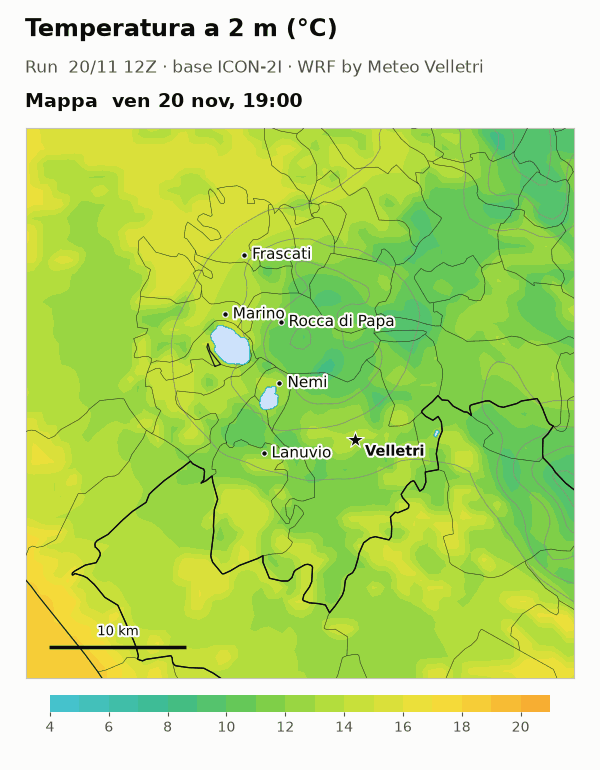 Temperatura a 2 m (°C)
Run  20/11 12Z · base ICON-2I · WRF by Meteo Velletri
Mappa  ven 20 nov, 19:00
Frascati
Marino
Rocca di Papa
Nemi
Velletri
Lanuvio
10 km
4 6 8 10 12 14 16 18 20